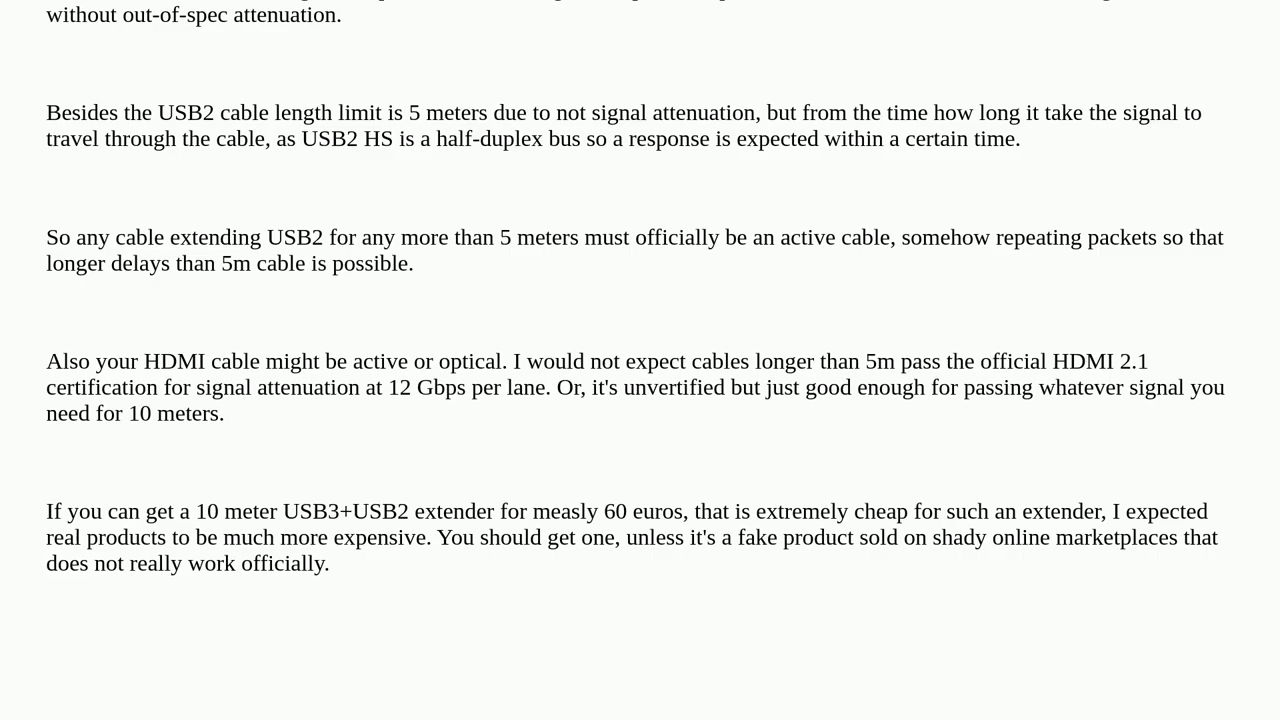 without out-of-spec attenuation.
Besides the USB2 cable length limit is 5 meters due to not signal attenuation, but from the time how long it take the signal to
travel through the cable, as USB2 HS is a half-duplex bus so a response is expected within a certain time.
So any cable extending USB2 for any more than 5 meters must officially be an active cable, somehow repeating packets so that
longer delays than 5m cable is possible.
Also your HDMI cable might be active or optical. I would not expect cables longer than 5m pass the official HDMI 2.1
certification for signal attenuation at 12 Gbps per lane. Or, it's unvertified but just good enough for passing whatever signal you
need for 10 meters.
If you can get a 10 meter USB3+USB2 extender for measly 60 euros, that is extremely cheap for such an extender, I expected
real products to be much more expensive. You should get one, unless it's a fake product sold on shady online marketplaces that
does not really work officially.